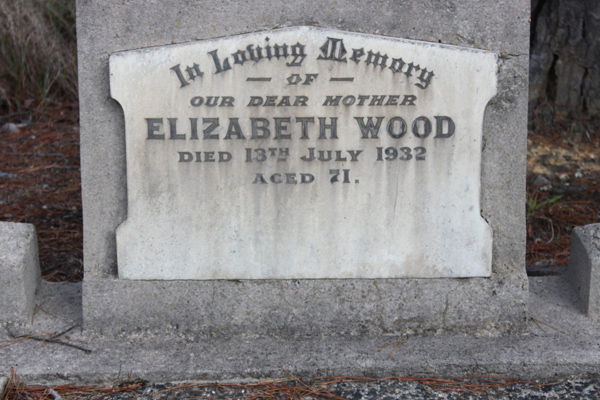 In Loving Memory
— OF —
OUR DEAR MOTHER
ELIZABETH WOOD
DIED 13TH JULY 1932
AGED 71.